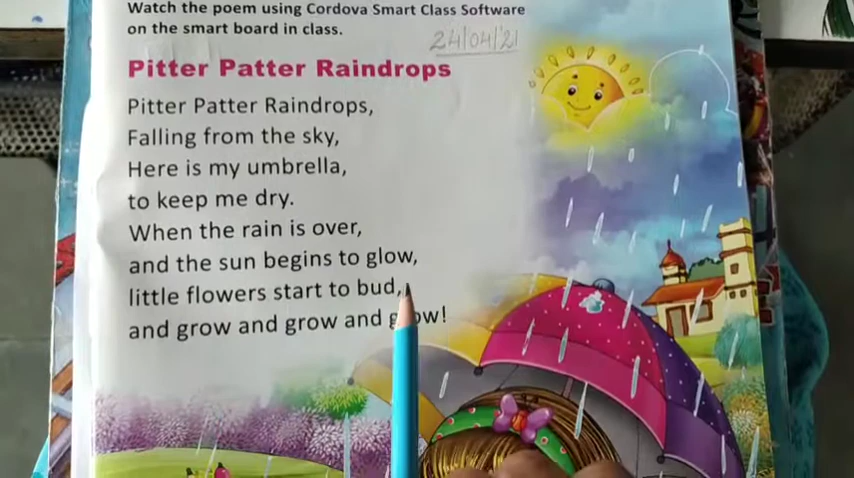 Watch the poem using Cordova Smart Class Software
on the smart board in class.
24/04/21
Pitter Patter Raindrops
Pitter Patter Raindrops,
Falling from the sky,
Here is my umbrella,
to keep me dry.
When the rain is over,
and the sun begins to glow,
little flowers start to bud,
and grow and grow and grow!